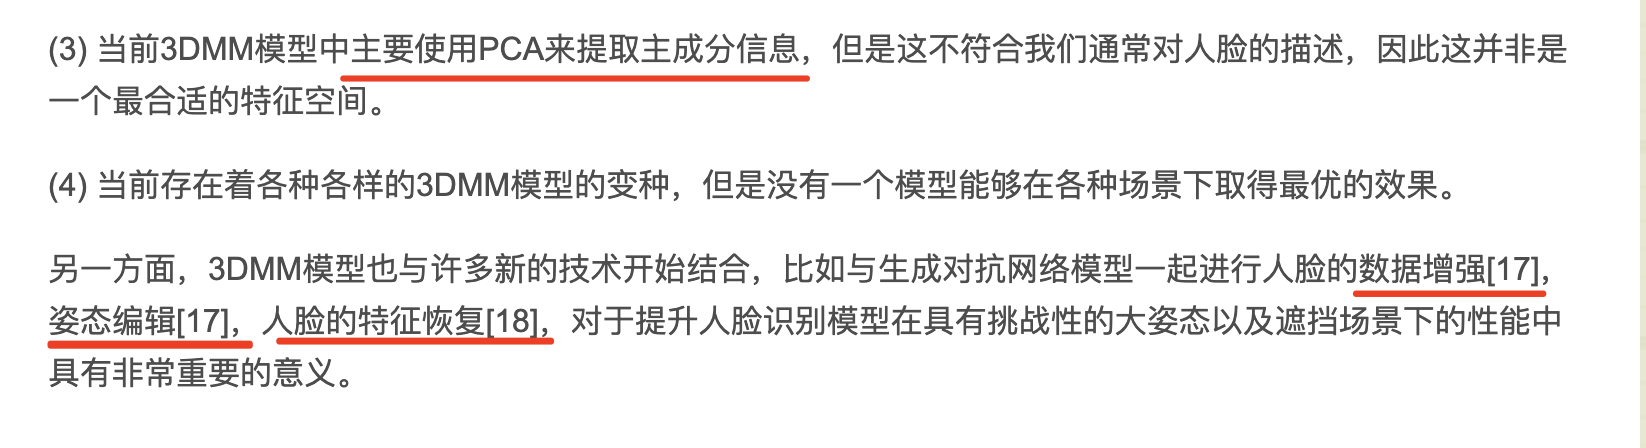 (3) 当前3DMM模型中主要使用PCA来提取主成分信息，但是这不符合我们通常对人脸的描述，因此这并非是
一个最合适的特征空间。
(4) 当前存在着各种各样的3DMM模型的变种，但是没有一个模型能够在各种场景下取得最优的效果。
另一方面，3DMM模型也与许多新的技术开始结合，比如与生成对抗网络模型一起进行人脸的数据增强[17]，
姿态编辑[17]，人脸的特征恢复[18]，对于提升人脸识别模型在具有挑战性的大姿态以及遮挡场景下的性能中
具有非常重要的意义。